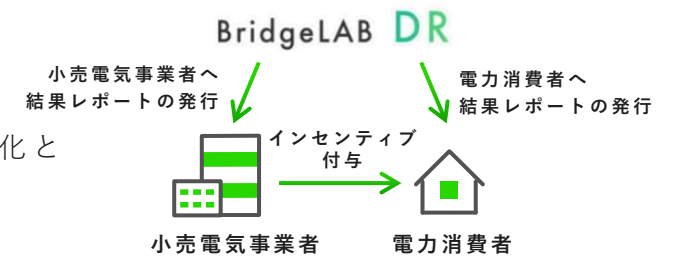 BridgeLAB DR
小売電気事業者へ
結果レポートの発行
電力消費者へ
結果レポートの発行
化と
インセンティブ
付与
小売電気事業者
電力消費者